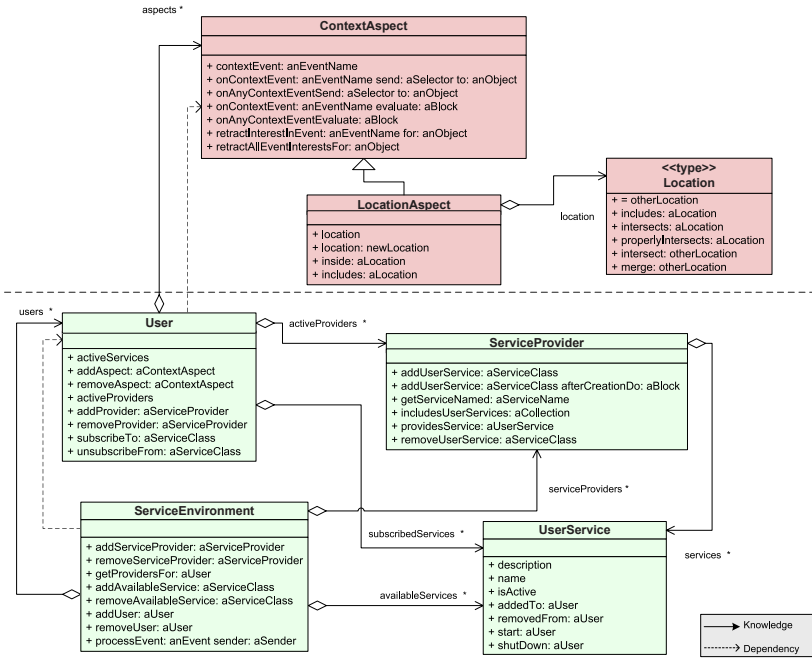 aspects *
ContextAspect
+ contextEvent: anEventName
+ onContextEvent: anEventName send: aSelector to: anObject
+ onAnyContextEventSend: aSelector to: anObject
+ onContextEvent: anEventName evaluate: aBlock
+ onAnyContextEventEvaluate: aBlock
+ retractInterestInEvent: anEventName for: anObject
+ retractAllEventInterestsFor: anObject
LocationAspect
+ location
+ location: newLocation
+ inside: aLocation
+ includes: aLocation
location
<<type>>
Location
+ = otherLocation
+ includes: aLocation
+ intersects: aLocation
+ properlyIntersects: aLocation
+ intersect: otherLocation
+ merge: otherLocation
users *
User
+ activeServices
+ addAspect: aContextAspect
+ removeAspect: aContextAspect
+ activeProviders
+ addProvider: aServiceProvider
+ removeProvider: aServiceProvider
+ subscribeTo: aServiceClass
+ unsubscribeFrom: aServiceClass
activeProviders *
ServiceProvider
+ addUserService: aServiceClass
+ addUserService: aServiceClass afterCreationDo: aBlock
+ getServiceNamed: aServiceName
+ includesUserServices: aCollection
+ providesService: aUserService
+ removeUserService: aServiceClass
serviceProviders *
ServiceEnvironment
+ addServiceProvider: aServiceProvider
+ removeServiceProvider: aServiceProvider
+ getProvidersFor: aUser
+ addAvailableService: aServiceClass
+ removeAvailableService: aServiceClass
+ addUser: aUser
+ removeUser: aUser
+ processEvent: anEvent sender: aSender
subscribedServices *
availableServices *
UserService
+ description
+ name
+ isActive
+ addedTo: aUser
+ removedFrom: aUser
+ start: aUser
+ shutDown: aUser
services *
Knowledge
Dependency